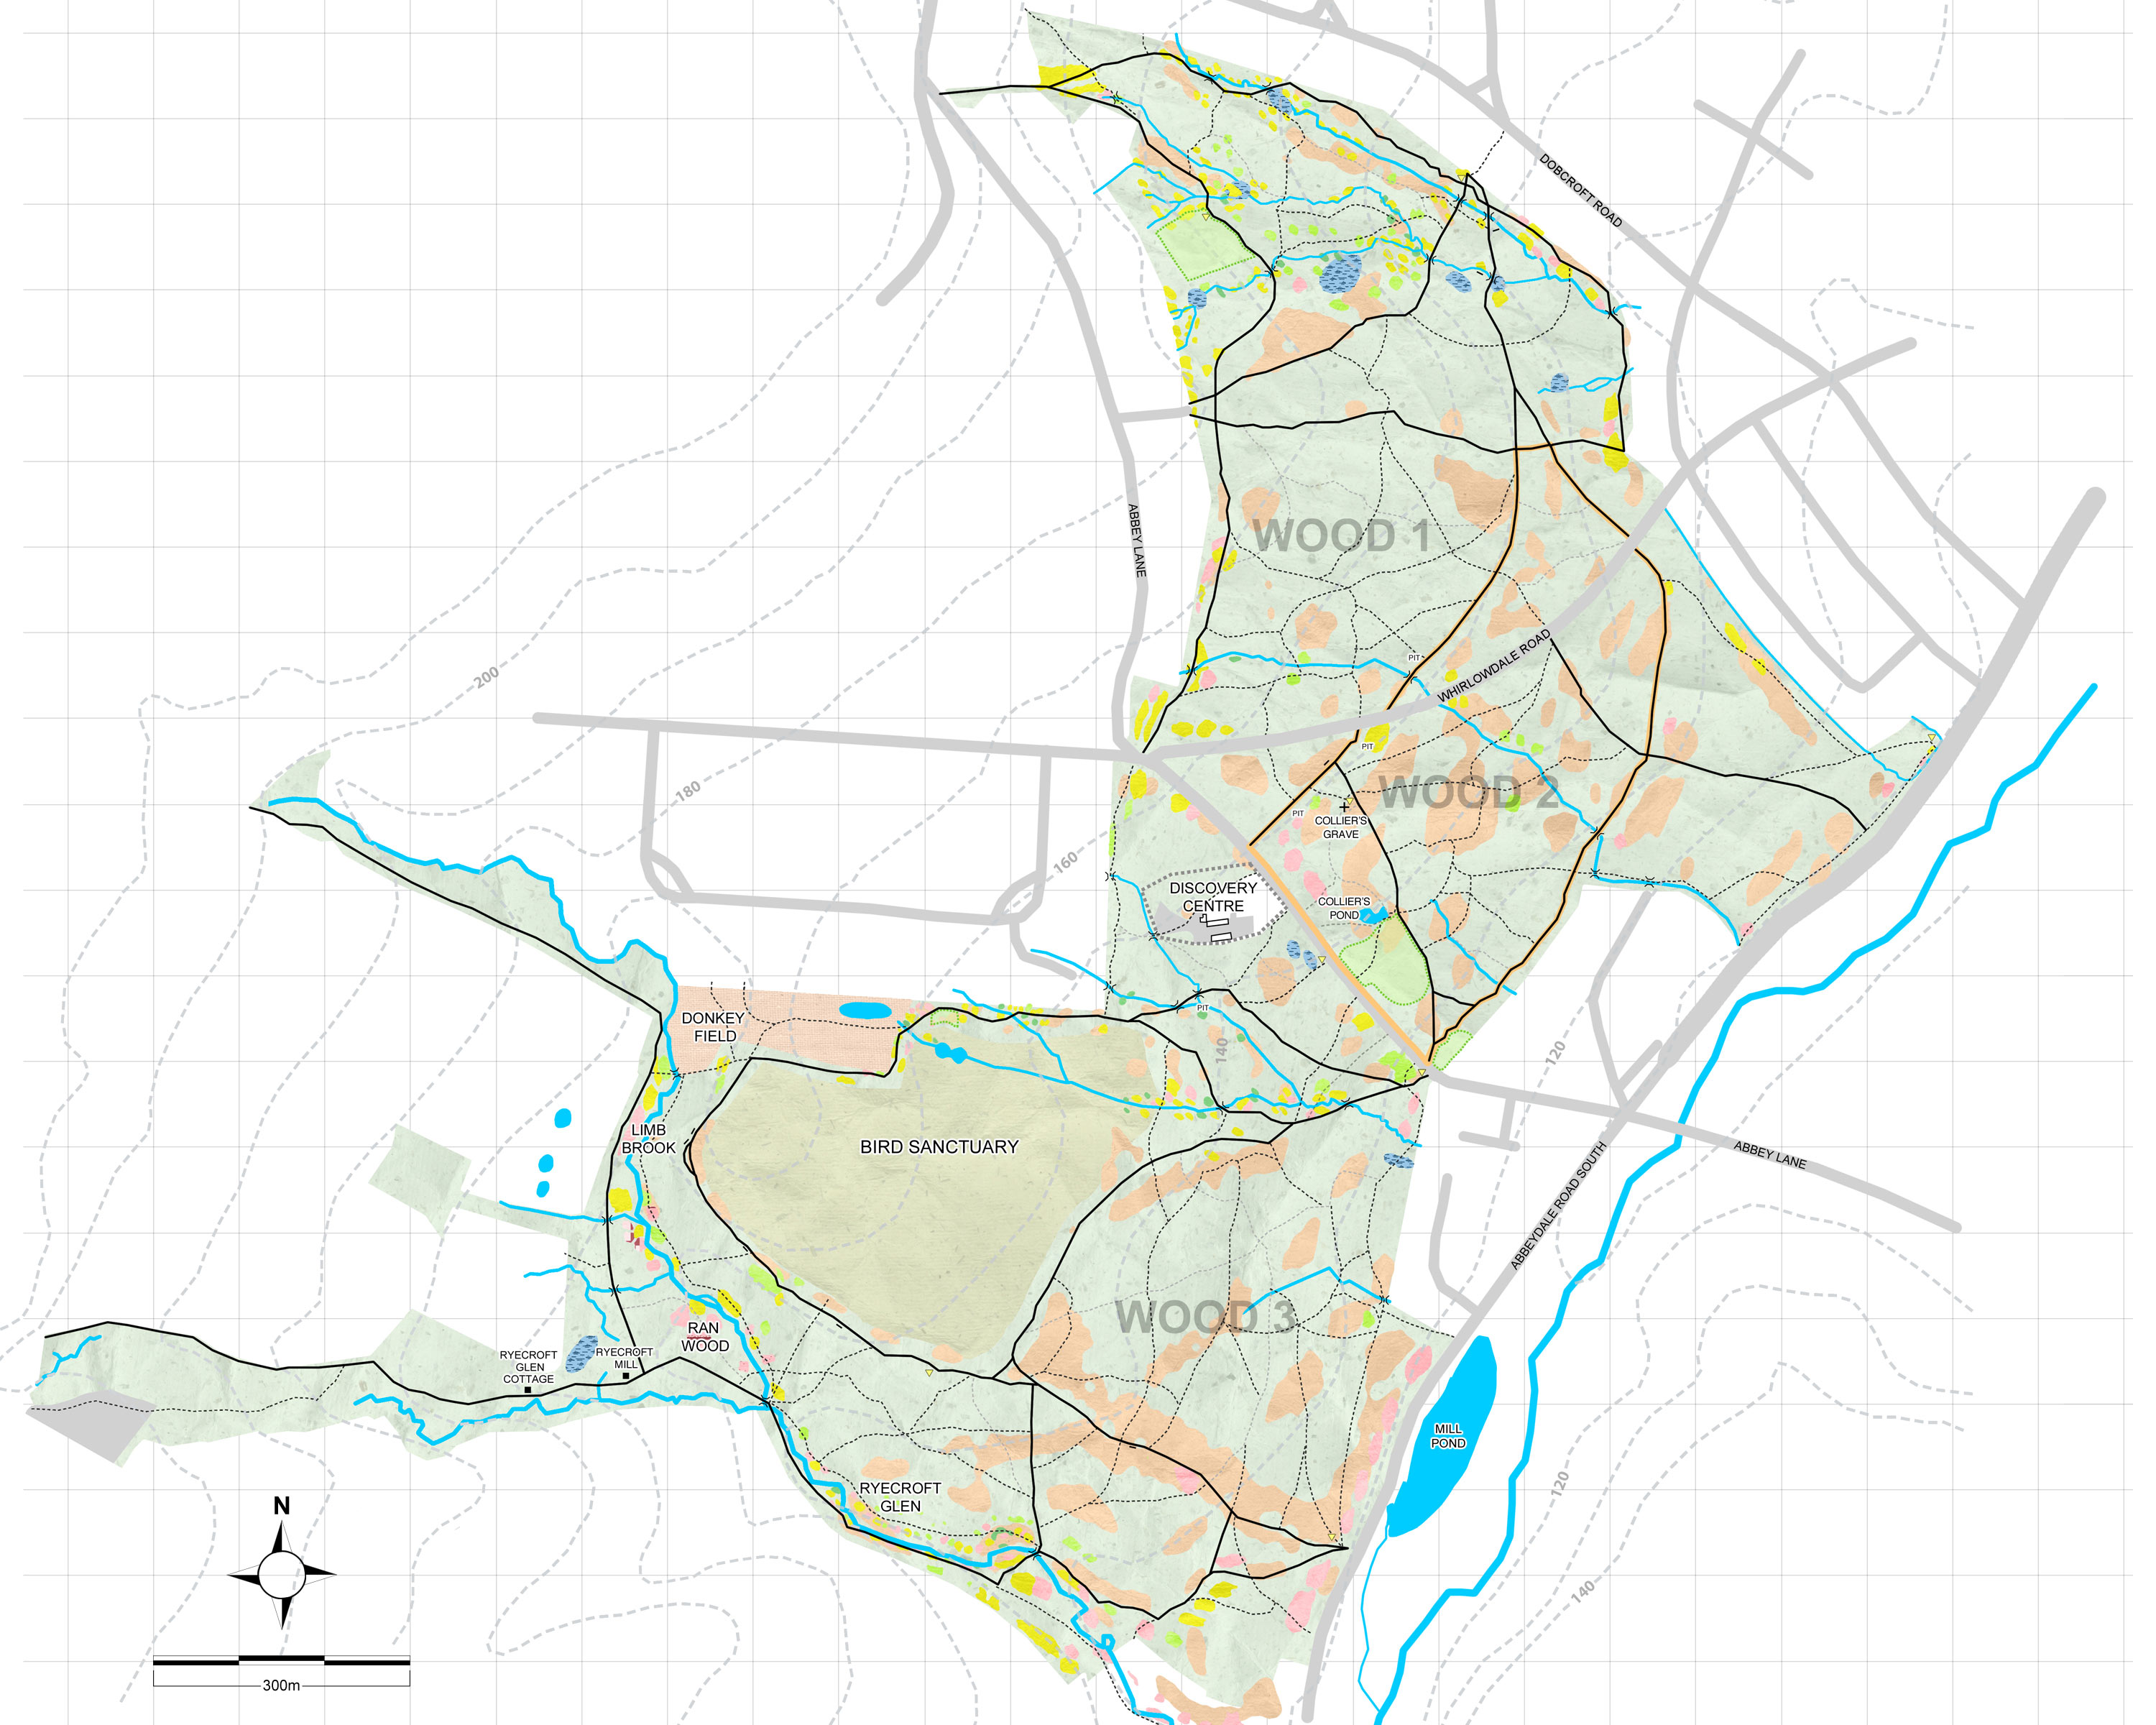 DOBCROFT ROAD
ABBEY LANE
WOOD 1
WHIRLOWDALE ROAD
PIT
200
PIT
180
WOOD 2
PIT
COLLIER'S
GRAVE
160
DISCOVERY
CENTRE
COLLIER'S
POND
PIT
DONKEY
FIELD
140
120
LIMB
BROOK
BIRD SANCTUARY
ABBEY LANE
ABBEYDALE ROAD SOUTH
WOOD 3
RAN
WOOD
RYECROFT
GLEN
COTTAGE
RYECROFT
MILL
MILL
POND
RYECROFT
GLEN
120
N
140
300m